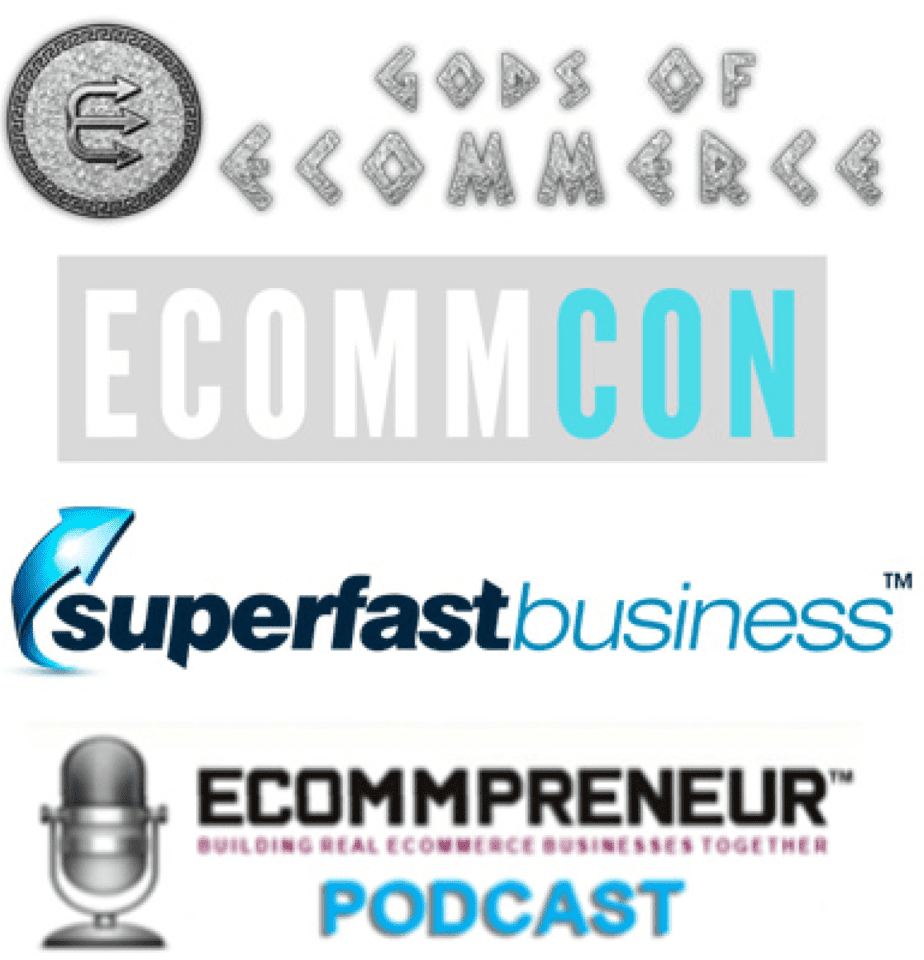 GODS OF
ECOMMERCE
ECOMMCON
superfastbusiness™
ECOMMPRENEUR™
BUILDING REAL ECOMMERCE BUSINESSES TOGETHER
PODCAST